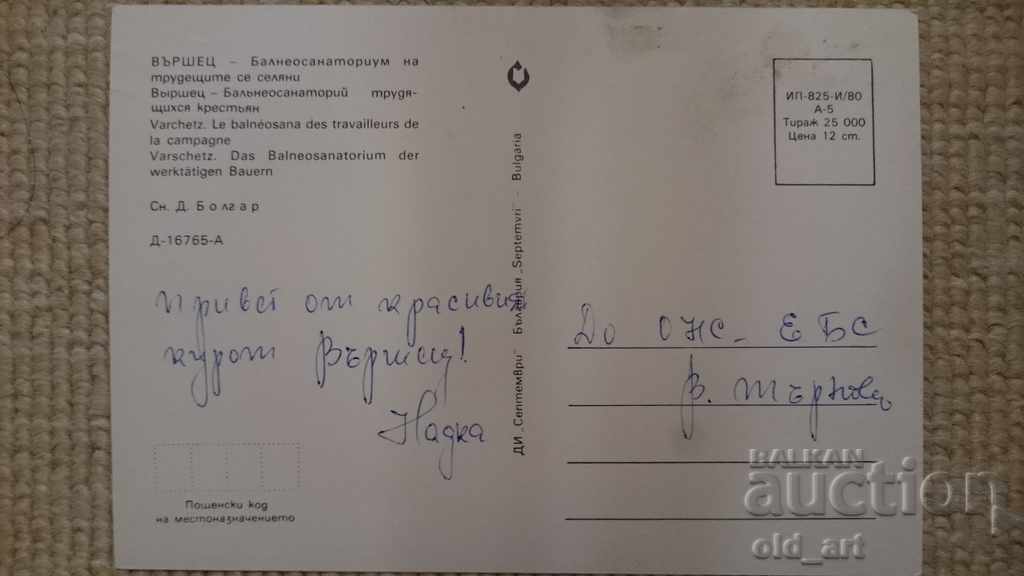 ВЪРШЕЦ – Балнеосанаториум на
трудещите се селяни
Выршец – Бальнеосанаторий трудя-
щихся крестьян
Varchetz. Le balnéosana des travailleurs de
la campagne
Varschetz. Das Balneosanatorium der
werktätigen Bauern
Сн. Д. Болгар
Д-16765-А
Привет от красивия
курорт Вършец!
Надка
Пощенски код
на местоназначението
ДИ „Септември" България „Septemvri" - Bulgaria
ИП-825-И/80
А-5
Тираж 25 000
Цена 12 ст.
До ОНС - ЕБС
В. Търново
BALKAN
auction
old_art